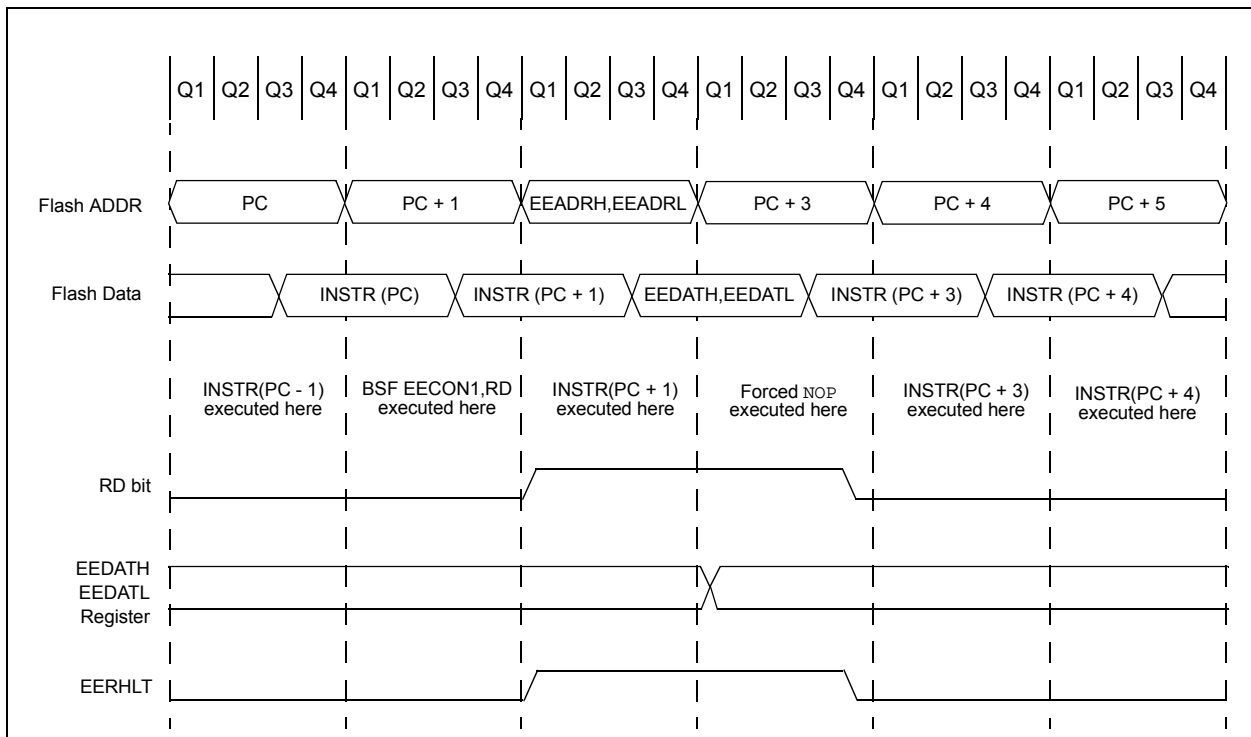 Q1 Q2 Q3 Q4 Q1 Q2 Q3 Q4 Q1 Q2 Q3 Q4 Q1 Q2 Q3 Q4 Q1 Q2 Q3 Q4 Q1 Q2 Q3 Q4
Flash ADDR PC PC + 1 EEADRH,EEADRL PC + 3 PC + 4 PC + 5
Flash Data INSTR (PC) INSTR (PC + 1) EEDATH,EEDATL INSTR (PC + 3) INSTR (PC + 4)
INSTR(PC - 1) BSF EECON1,RD INSTR(PC + 1) Forced NOP INSTR(PC + 3) INSTR(PC + 4)
executed here executed here executed here executed here executed here executed here
RD bit
EEDATH
EEDATL
Register
EERHLT